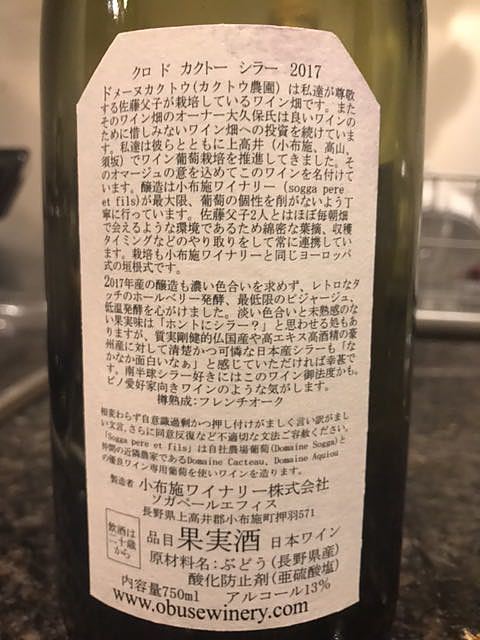 クロ ド カクトー シラー 2017
ドメーヌカクトウ(カクトウ農園)は私達が尊敬
する佐藤父子が栽培しているワイン畑です。また
そのワイン畑のオーナー大久保氏は良いワインの
ために惜しみないワイン畑への投資を続けていま
す。私達は彼らとともに上高井(小布施、高山、
須坂)でワイン葡萄栽培を推進してきました。そ
のオマージュの意を込めてこのワインを名付けてい
ます。醸造は小布施ワイナリー(sogga pere
et fils)が最大限、葡萄の個性を削がないよう丁
寧に行っています。佐藤父子2人とはほぼ毎朝畑
で会えるような環境であるため綿密な葉摘、収穫
タイミングなどのやり取りをして常に連携してい
ます。栽培も小布施ワイナリーと同じヨーロッパ
式の垣根式です。
2017年産の醸造も濃い色合いを求めず、レトロなタ
ッチのホールベリー発酵、最低限のピジャージュ、
低温発酵を心がけました。淡い色合いと未熟感のな
い果実味は「ホントにシラー？」と思わせる処もあ
りますが、質実剛健的仏国産や高エキス高酒精の豪
州産に対して清楚かつ可憐な日本産シラーも「な
かなか面白いなぁ」と感じていただければ幸甚で
す。南半球シラー好きにはこのワイン御法度かも。
ピノ愛好家向きワインのような気がします。
樽熟成：フレンチオーク
相変わらず自意識過剰かつ押し付けがましく言い訳がまし
い文言、さらに同意反復など不適切な文法ご容赦ください。
「Sogga pere et fils」は自社農場葡萄(Domaine Sogga)と
仲間の近隣農家であるDomaine Cacteau、Domaine Aquiou
の優良ワイン専用葡萄を使いワインを造ります。
製造者 小布施ワイナリー株式会社
ソガペールエフィス
長野県上高井郡小布施町押羽571
飲酒は
二十歳
から
品目 果実酒 日本ワイン
原材料名：ぶどう(長野県産)
酸化防止剤(亜硫酸塩)
内容量750ml アルコール13%
www.obusewinery.com